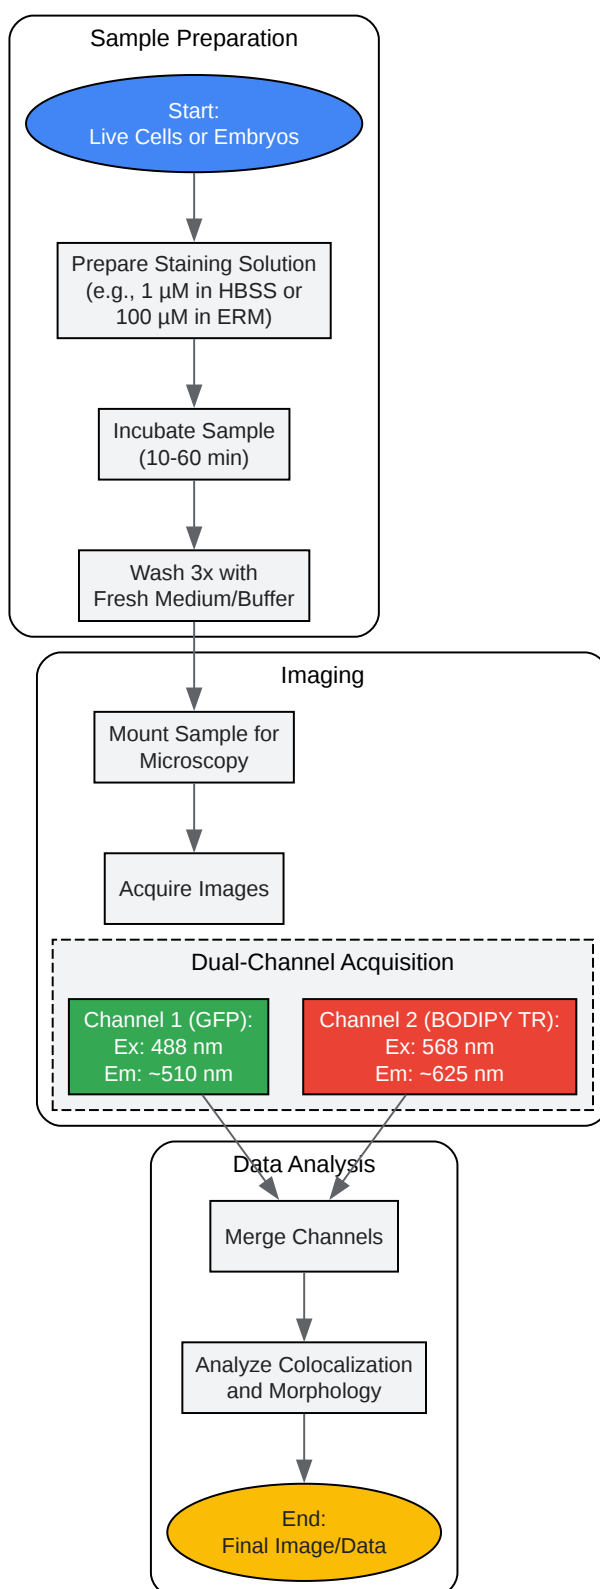 Sample Preparation
Start:
Live Cells or Embryos
Prepare Staining Solution
(e.g., 1 µM in HBSS or
100 µM in ERM)
Incubate Sample
(10-60 min)
Wash 3x with
Fresh Medium/Buffer
Imaging
Mount Sample for
Microscopy
Acquire Images
Dual-Channel Acquisition
Channel 1 (GFP):
Ex: 488 nm
Em: ~510 nm
Channel 2 (BODIPY TR):
Ex: 568 nm
Em: ~625 nm
Data Analysis
Merge Channels
Analyze Colocalization
and Morphology
End:
Final Image/Data